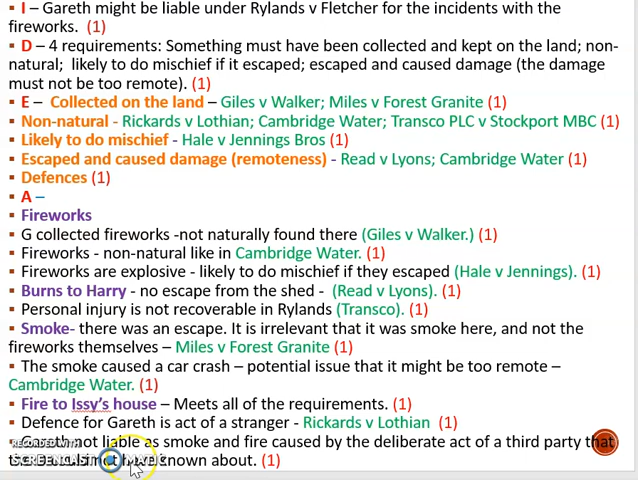 I – Gareth might be liable under Rylands v Fletcher for the incidents with the
fireworks. (1)
D – 4 requirements: Something must have been collected and kept on the land; non-
natural; likely to do mischief if it escaped; escaped and caused damage (the damage
must not be too remote). (1)
E – Collected on the land – Giles v Walker; Miles v Forest Granite (1)
Non-natural - Rickards v Lothian; Cambridge Water; Transco PLC v Stockport MBC (1)
Likely to do mischief - Hale v Jennings Bros (1)
Escaped and caused damage (remoteness) - Read v Lyons; Cambridge Water (1)
Defences (1)
A –
Fireworks
G collected fireworks -not naturally found there (Giles v Walker.) (1)
Fireworks - non-natural like in Cambridge Water. (1)
Fireworks are explosive - likely to do mischief if they escaped (Hale v Jennings). (1)
Burns to Harry - no escape from the shed - (Read v Lyons). (1)
Personal injury is not recoverable in Rylands (Transco). (1)
Smoke- there was an escape. It is irrelevant that it was smoke here, and not the
fireworks themselves – Miles v Forest Granite (1)
The smoke caused a car crash – potential issue that it might be too remote –
Cambridge Water. (1)
Fire to Issy's house – Meets all of the requirements. (1)
Defence for Gareth is act of a stranger - Rickards v Lothian (1)
Gareth not liable as smoke and fire caused by the deliberate act of a third party that
not have known about. (1)
RECORDED WITH
SCREENCAST MATIC